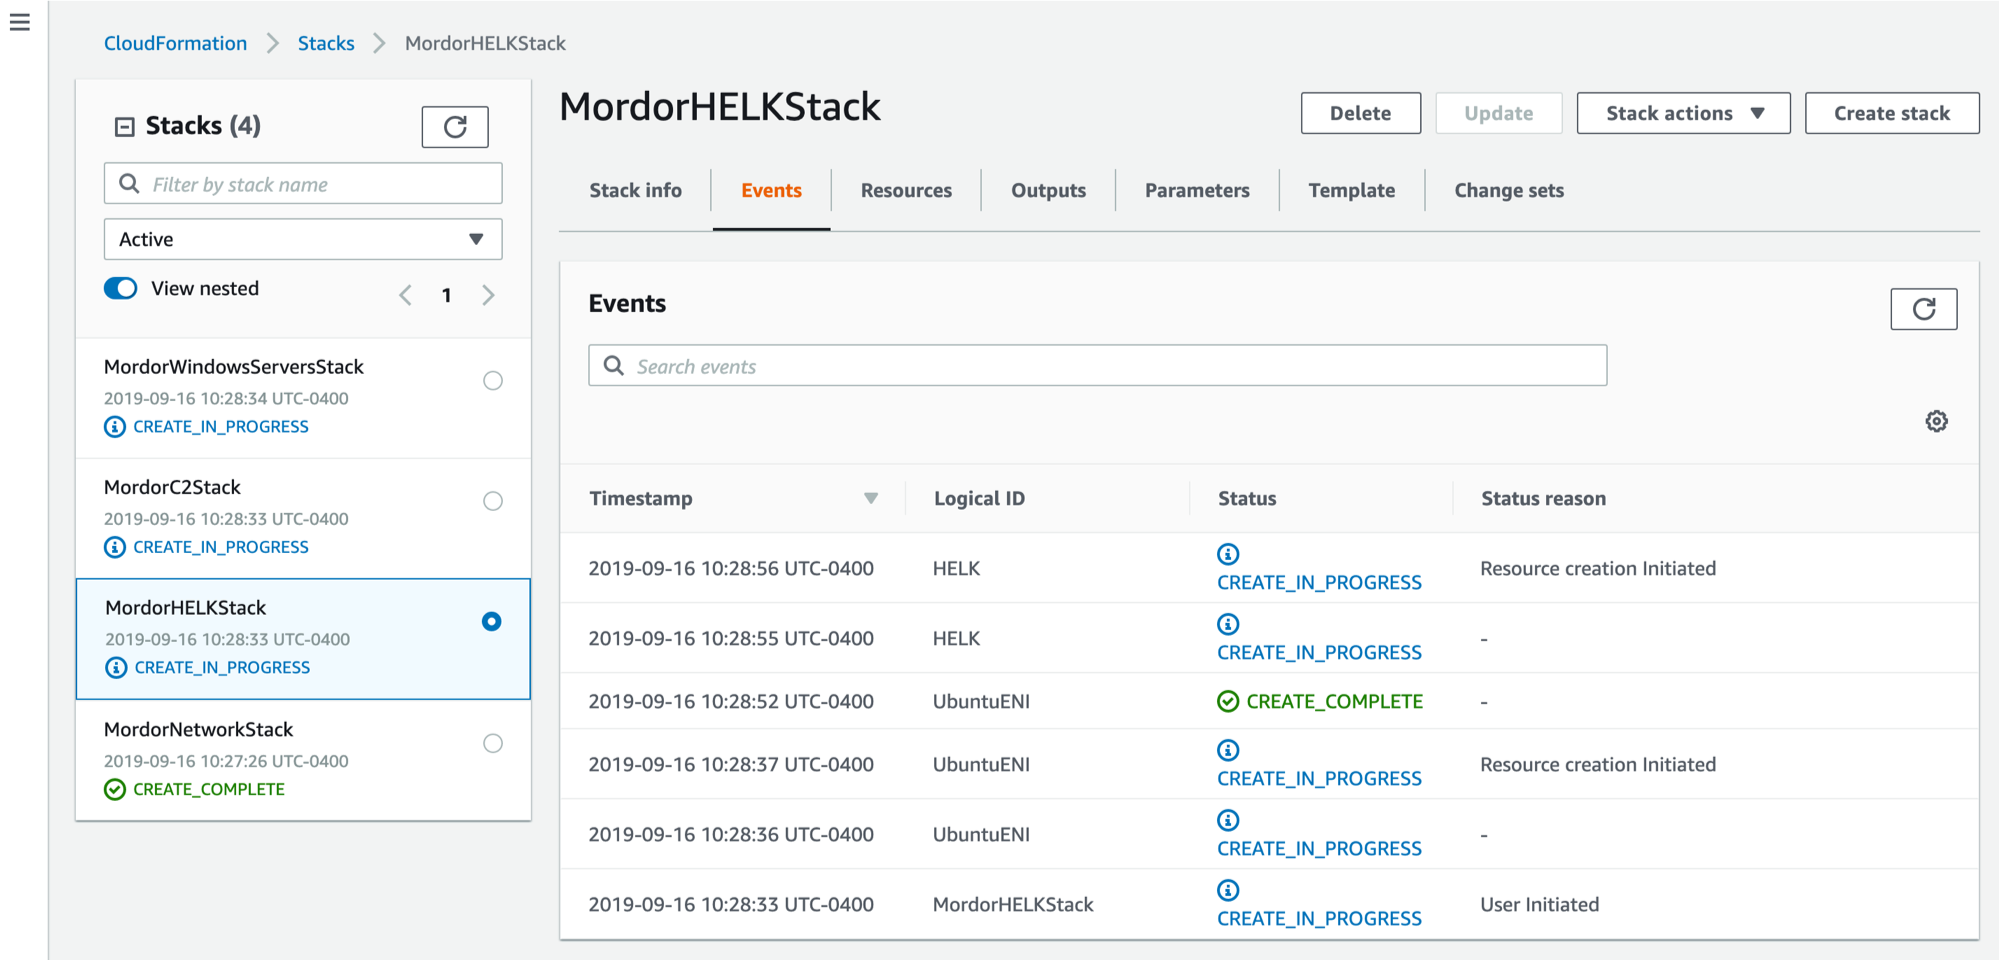 CloudFormation > Stacks > MordorHELKStack
Stacks (4)
Filter by stack name
Active
View nested
1
MordorWindowsServersStack
2019-09-16 10:28:34 UTC-0400
CREATE_IN_PROGRESS
MordorC2Stack
2019-09-16 10:28:33 UTC-0400
CREATE_IN_PROGRESS
MordorHELKStack
2019-09-16 10:28:33 UTC-0400
CREATE_IN_PROGRESS
MordorNetworkStack
2019-09-16 10:27:26 UTC-0400
CREATE_COMPLETE
MordorHELKStack
Delete Update Stack actions Create stack
Stack info Events Resources Outputs Parameters Template Change sets
Events
Search events
Timestamp Logical ID Status Status reason
2019-09-16 10:28:56 UTC-0400 HELK CREATE_IN_PROGRESS Resource creation Initiated
2019-09-16 10:28:55 UTC-0400 HELK CREATE_IN_PROGRESS -
2019-09-16 10:28:52 UTC-0400 UbuntuENI CREATE_COMPLETE -
2019-09-16 10:28:37 UTC-0400 UbuntuENI CREATE_IN_PROGRESS Resource creation Initiated
2019-09-16 10:28:36 UTC-0400 UbuntuENI CREATE_IN_PROGRESS -
2019-09-16 10:28:33 UTC-0400 MordorHELKStack CREATE_IN_PROGRESS User Initiated